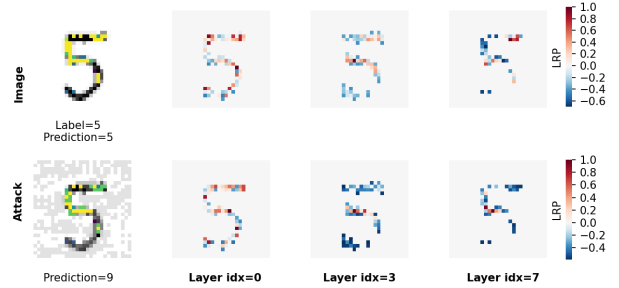 Image
Label=5
Prediction=5
1.0
0.8
0.6
0.4
0.2
0.0
−0.2
−0.4
−0.6
LRP
Attack
Prediction=9
Layer idx=0
Layer idx=3
Layer idx=7
1.0
0.8
0.6
0.4
0.2
0.0
−0.2
−0.4
LRP